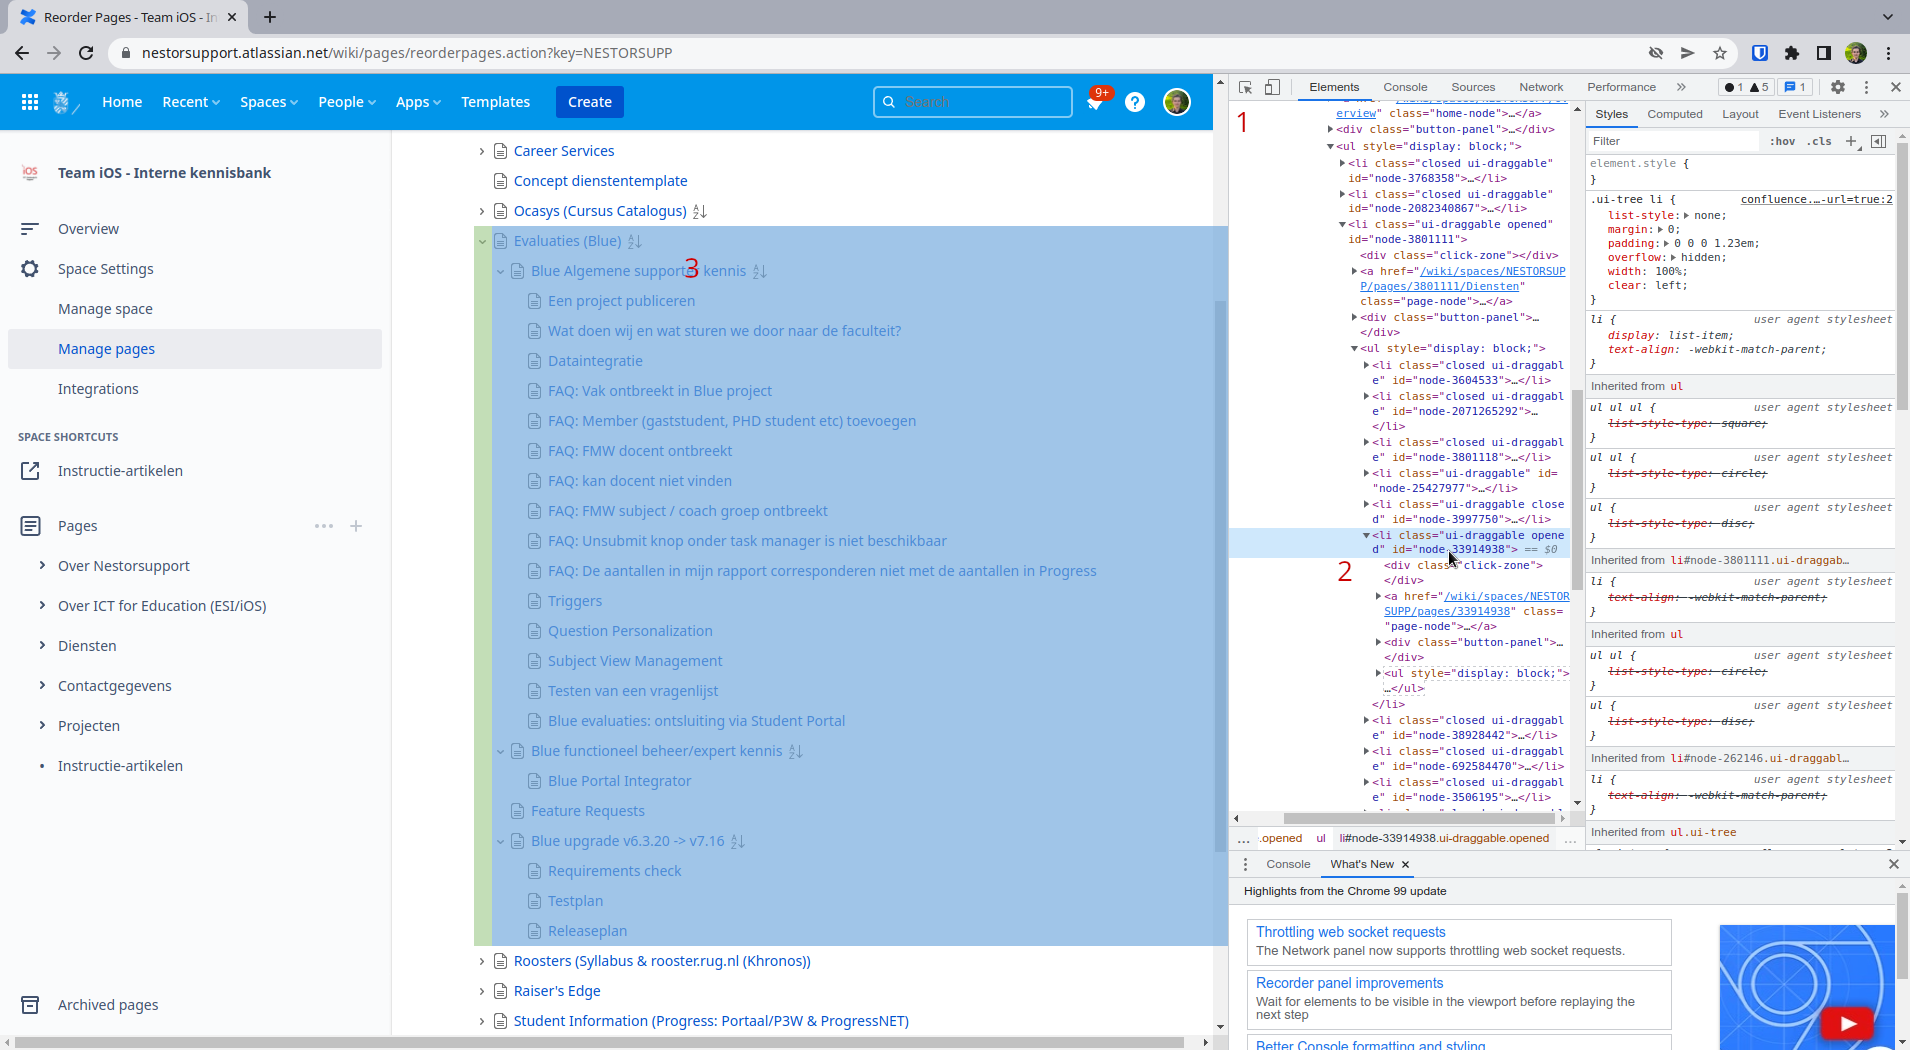 Reorder Pages - Team iOS - In
nestorsupport.atlassian.net/wiki/pages/reorderpages.action?key=NESTORSUPP
Home Recent Spaces People Apps Templates Create Search 9+
Team iOS - Interne kennisbank
Overview
Space Settings
Manage space
Manage pages
Integrations
SPACE SHORTCUTS
Instructie-artikelen
Pages
Over Nestorsupport
Over ICT for Education (ESI/iOS)
Diensten
Contactgegevens
Projecten
Instructie-artikelen
Archived pages
Career Services
Concept dienstentemplate
Ocasys (Cursus Catalogus)
Evaluaties (Blue)
3
Blue Algemene supporter kennis
Een project publiceren
Wat doen wij en wat sturen we door naar de faculteit?
Dataintegratie
FAQ: Vak ontbreekt in Blue project
FAQ: Member (gaststudent, PHD student etc) toevoegen
FAQ: FMW docent ontbreekt
FAQ: kan docent niet vinden
FAQ: FMW subject / coach groep ontbreekt
FAQ: Unsubmit knop onder task manager is niet beschikbaar
FAQ: De aantallen in mijn rapport corresponderen niet met de aantallen in Progress
Triggers
Question Personalization
Subject View Management
Testen van een vragenlijst
Blue evaluaties: ontsluiting via Student Portal
Blue functioneel beheer/expert kennis
Blue Portal Integrator
Feature Requests
Blue upgrade v6.3.20 -> v7.16
Requirements check
Testplan
Releaseplan
Roosters (Syllabus & rooster.rug.nl (Khronos))
Raiser's Edge
Student Information (Progress: Portaal/P3W & ProgressNET)
Elements Console Sources Network Performance 1 5 1
1
erview" class="home-node">…</a>
<div class="button-panel">…</div>
<ul style="display: block;">
<li class="closed ui-draggable"
id="node-3768358">…</li>
<li class="closed ui-draggable"
id="node-2082340867">…</li>
<li class="ui-draggable opened"
id="node-3801111">
<div class="click-zone"></div>
<a href="/wiki/spaces/NESTORSUP
P/pages/3801111/Diensten"
class="page-node">…</a>
<div class="button-panel">…
</div>
<ul style="display: block;">
<li class="closed ui-draggabl
e" id="node-3604533">…</li>
<li class="closed ui-draggabl
e" id="node-2071265292">…
</li>
<li class="closed ui-draggabl
e" id="node-3801118">…</li>
<li class="ui-draggable" id=
"node-25427977">…</li>
<li class="ui-draggable close
d" id="node-3997750">…</li>
<li class="ui-draggable opene
d" id="node-33914938"> == $0
2
<div class="click-zone">
</div>
<a href="/wiki/spaces/NESTOR
SUPP/pages/33914938" class=
"page-node">…</a>
<div class="button-panel">…
</div>
<ul style="display: block;">
…</ul>
</li>
<li class="closed ui-draggabl
e" id="node-38928442">…</li>
<li class="closed ui-draggabl
e" id="node-692584470">…</li>
<li class="closed ui-draggabl
e" id="node-3506195">…</li>
… .opened ul li#node-33914938.ui-draggable.opened …
Styles Computed Layout Event Listeners
Filter :hov .cls
element.style {
}
.ui-tree li { confluence.…-url=true:2
list-style: none;
margin: 0;
padding: 0 0 0 1.23em;
overflow: hidden;
width: 100%;
clear: left;
}
li { user agent stylesheet
display: list-item;
text-align: -webkit-match-parent;
}
Inherited from ul
ul ul ul { user agent stylesheet
list-style-type: square;
}
ul ul { user agent stylesheet
list-style-type: circle;
}
ul { user agent stylesheet
list-style-type: disc;
}
Inherited from li#node-3801111.ui-draggab…
li { user agent stylesheet
text-align: -webkit-match-parent;
}
Inherited from ul
ul ul { user agent stylesheet
list-style-type: circle;
}
ul { user agent stylesheet
list-style-type: disc;
}
Inherited from li#node-262146.ui-draggabl…
li { user agent stylesheet
text-align: -webkit-match-parent;
}
Inherited from ul.ui-tree
Console What's New
Highlights from the Chrome 99 update
Throttling web socket requests
The Network panel now supports throttling web socket requests.
Recorder panel improvements
Wait for elements to be visible in the viewport before replaying the
next step
Better Console formatting and styling